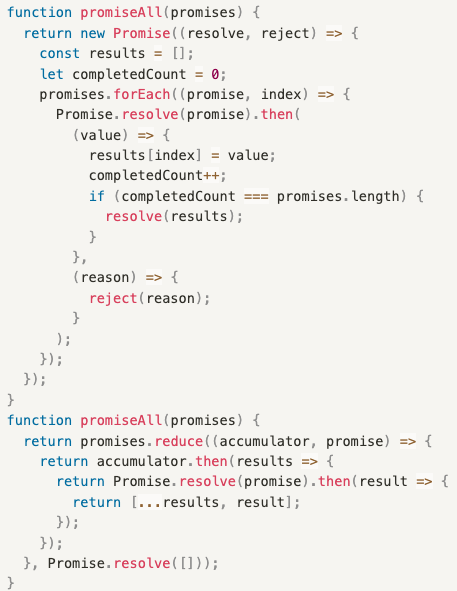 function promiseAll(promises) {
  return new Promise((resolve, reject) => {
    const results = [];
    let completedCount = 0;
    promises.forEach((promise, index) => {
      Promise.resolve(promise).then(
        (value) => {
          results[index] = value;
          completedCount++;
          if (completedCount === promises.length) {
            resolve(results);
          }
        },
        (reason) => {
          reject(reason);
        }
      );
    });
  });
}
function promiseAll(promises) {
  return promises.reduce((accumulator, promise) => {
    return accumulator.then(results => {
      return Promise.resolve(promise).then(result => {
        return [...results, result];
      });
    });
  }, Promise.resolve([]));
}